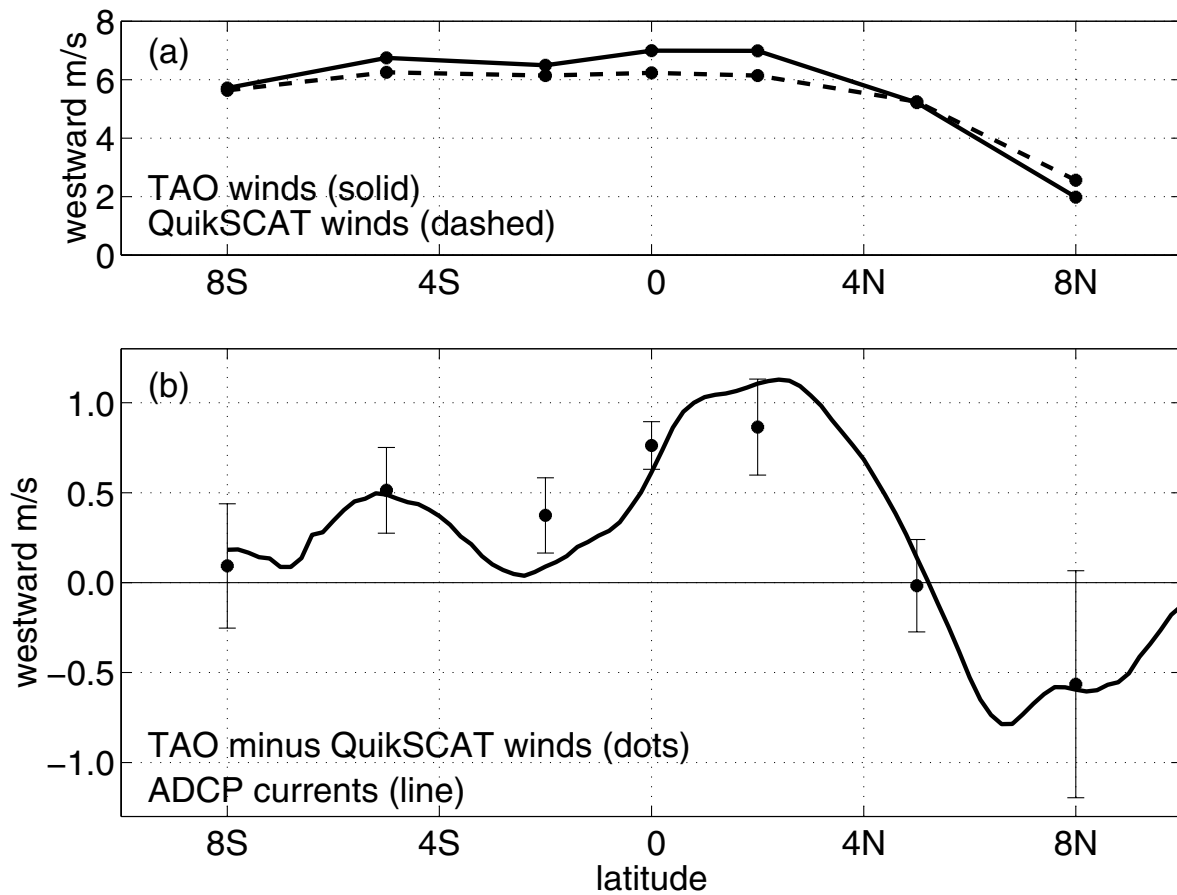 8
(a)
6
westward m/s
4
TAO winds (solid)
2
QuikSCAT winds (dashed)
0
8S 4S 0 4N 8N
(b)
1.0
0.5
westward m/s
0.0
−0.5
TAO minus QuikSCAT winds (dots)
−1.0
ADCP currents (line)
8S 4S 0 4N 8N
latitude